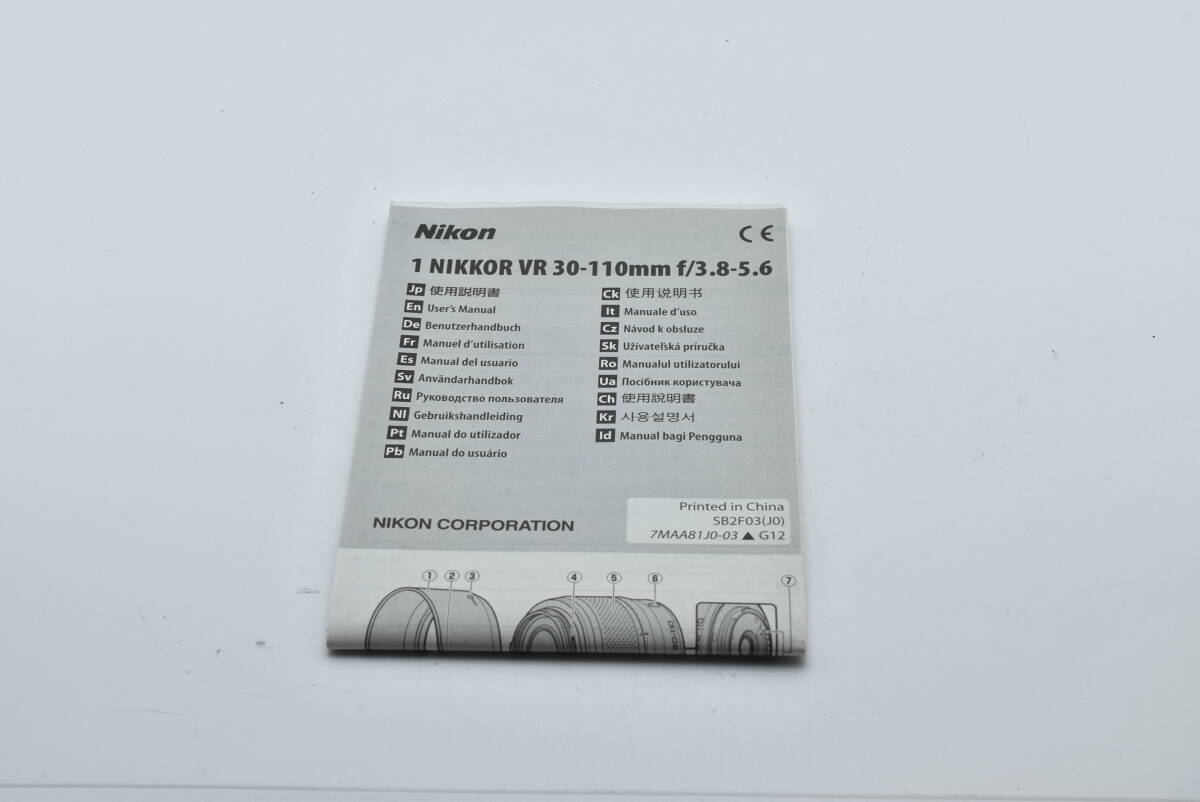 Nikon
CE
1 NIKKOR VR 30-110mm f/3.8-5.6
Jp 使用説明書
En User's Manual
De Benutzerhandbuch
Fr Manuel d'utilisation
Es Manual del usuario
Sv Användarhandbok
Ru Руководство пользователя
Nl Gebruikshandleiding
Pt Manual do utilizador
Pb Manual do usuário
Ck 使用说明书
It Manuale d'uso
Cz Návod k obsluze
Sk Užívateľská príručka
Ro Manualul utilizatorului
Ua Посібник користувача
Ch 使用說明書
Kr 사용설명서
Id Manual bagi Pengguna
NIKON CORPORATION
Printed in China
SB2F03(J0)
7MAA81J0-03 ▲ G12
① ② ③ ④ ⑤ ⑥ ⑦